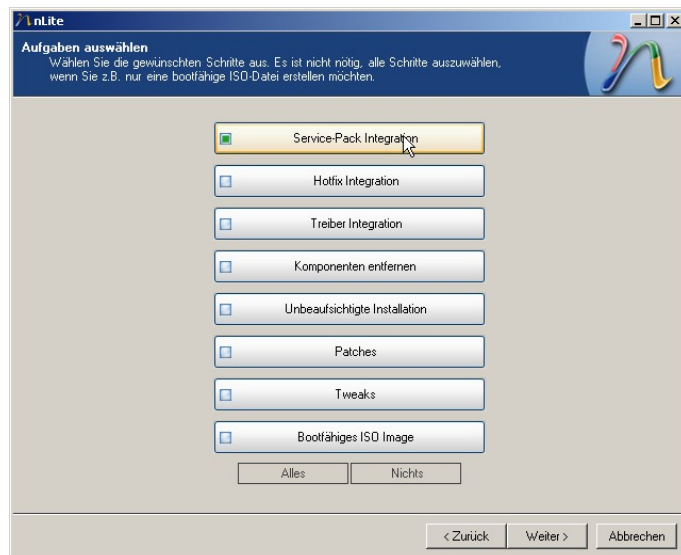 nLite
Aufgaben auswählen
Wählen Sie die gewünschten Schritte aus. Es ist nicht nötig, alle Schritte auszuwählen,
wenn Sie z.B. nur eine bootfähige ISO-Datei erstellen möchten.
Service-Pack Integration
Hotfix Integration
Treiber Integration
Komponenten entfernen
Unbeaufsichtigte Installation
Patches
Tweaks
Bootfähiges ISO Image
Alles Nichts
< Zurück Weiter > Abbrechen